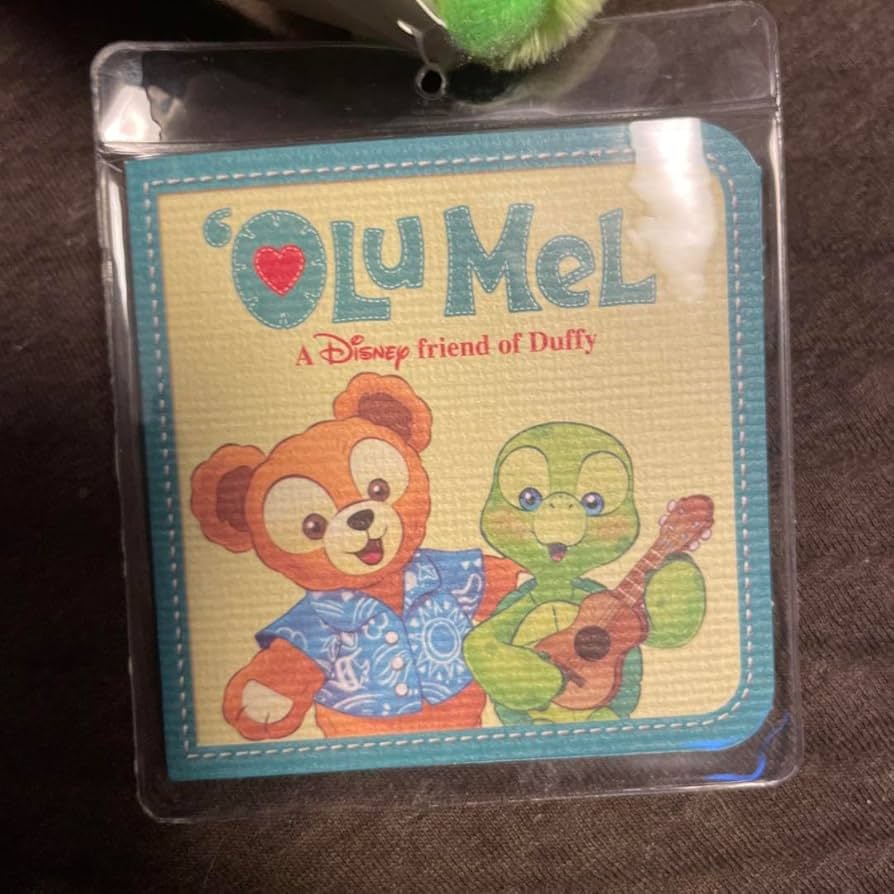 ‘OLU MEL
A Disney friend of Duffy